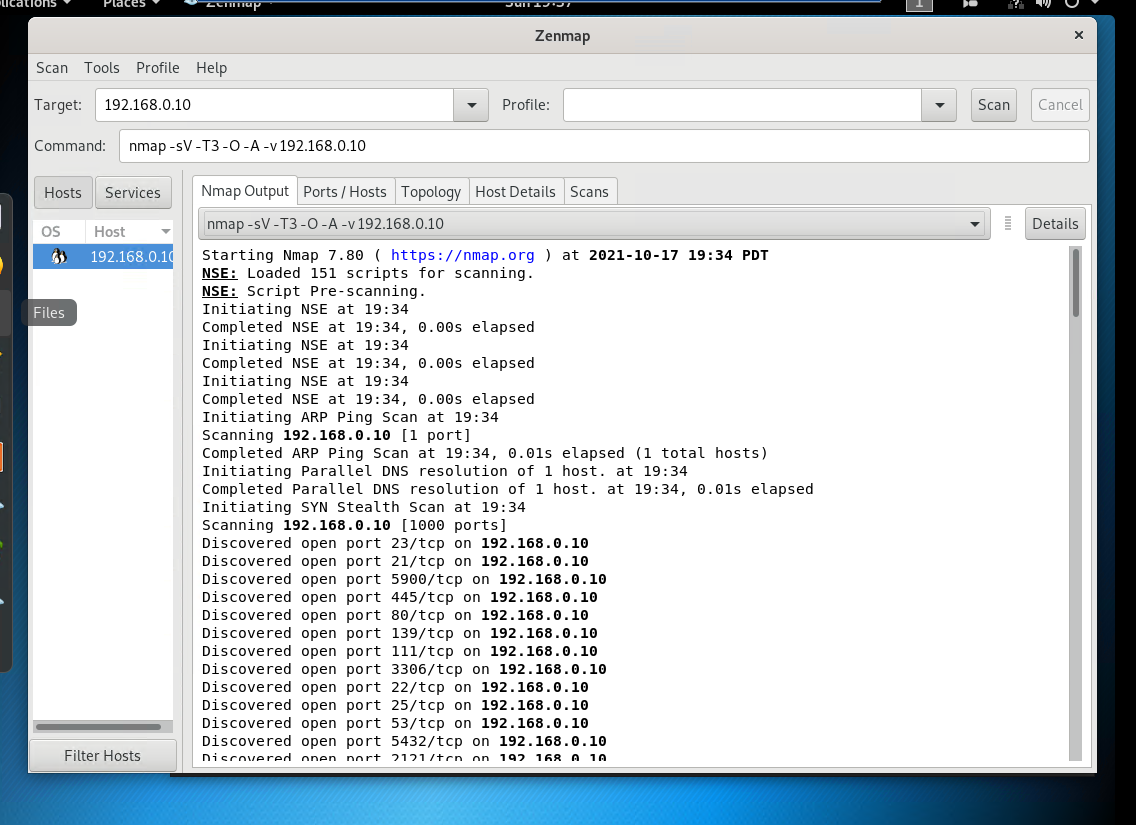 Places
Zenmap
1
Zenmap
Scan Tools Profile Help
Target: 192.168.0.10 Profile: Scan Cancel
Command: nmap -sV -T3 -O -A -v 192.168.0.10
Hosts Services
Nmap Output Ports / Hosts Topology Host Details Scans
OS Host
nmap -sV -T3 -O -A -v 192.168.0.10 Details
192.168.0.10
Files
Starting Nmap 7.80 ( https://nmap.org ) at 2021-10-17 19:34 PDT
NSE: Loaded 151 scripts for scanning.
NSE: Script Pre-scanning.
Initiating NSE at 19:34
Completed NSE at 19:34, 0.00s elapsed
Initiating NSE at 19:34
Completed NSE at 19:34, 0.00s elapsed
Initiating NSE at 19:34
Completed NSE at 19:34, 0.00s elapsed
Initiating ARP Ping Scan at 19:34
Scanning 192.168.0.10 [1 port]
Completed ARP Ping Scan at 19:34, 0.01s elapsed (1 total hosts)
Initiating Parallel DNS resolution of 1 host. at 19:34
Completed Parallel DNS resolution of 1 host. at 19:34, 0.01s elapsed
Initiating SYN Stealth Scan at 19:34
Scanning 192.168.0.10 [1000 ports]
Discovered open port 23/tcp on 192.168.0.10
Discovered open port 21/tcp on 192.168.0.10
Discovered open port 5900/tcp on 192.168.0.10
Discovered open port 445/tcp on 192.168.0.10
Discovered open port 80/tcp on 192.168.0.10
Discovered open port 139/tcp on 192.168.0.10
Discovered open port 111/tcp on 192.168.0.10
Discovered open port 3306/tcp on 192.168.0.10
Discovered open port 22/tcp on 192.168.0.10
Discovered open port 25/tcp on 192.168.0.10
Discovered open port 53/tcp on 192.168.0.10
Discovered open port 5432/tcp on 192.168.0.10
Discovered open port 2121/tcp on 192.168.0.10
Filter Hosts